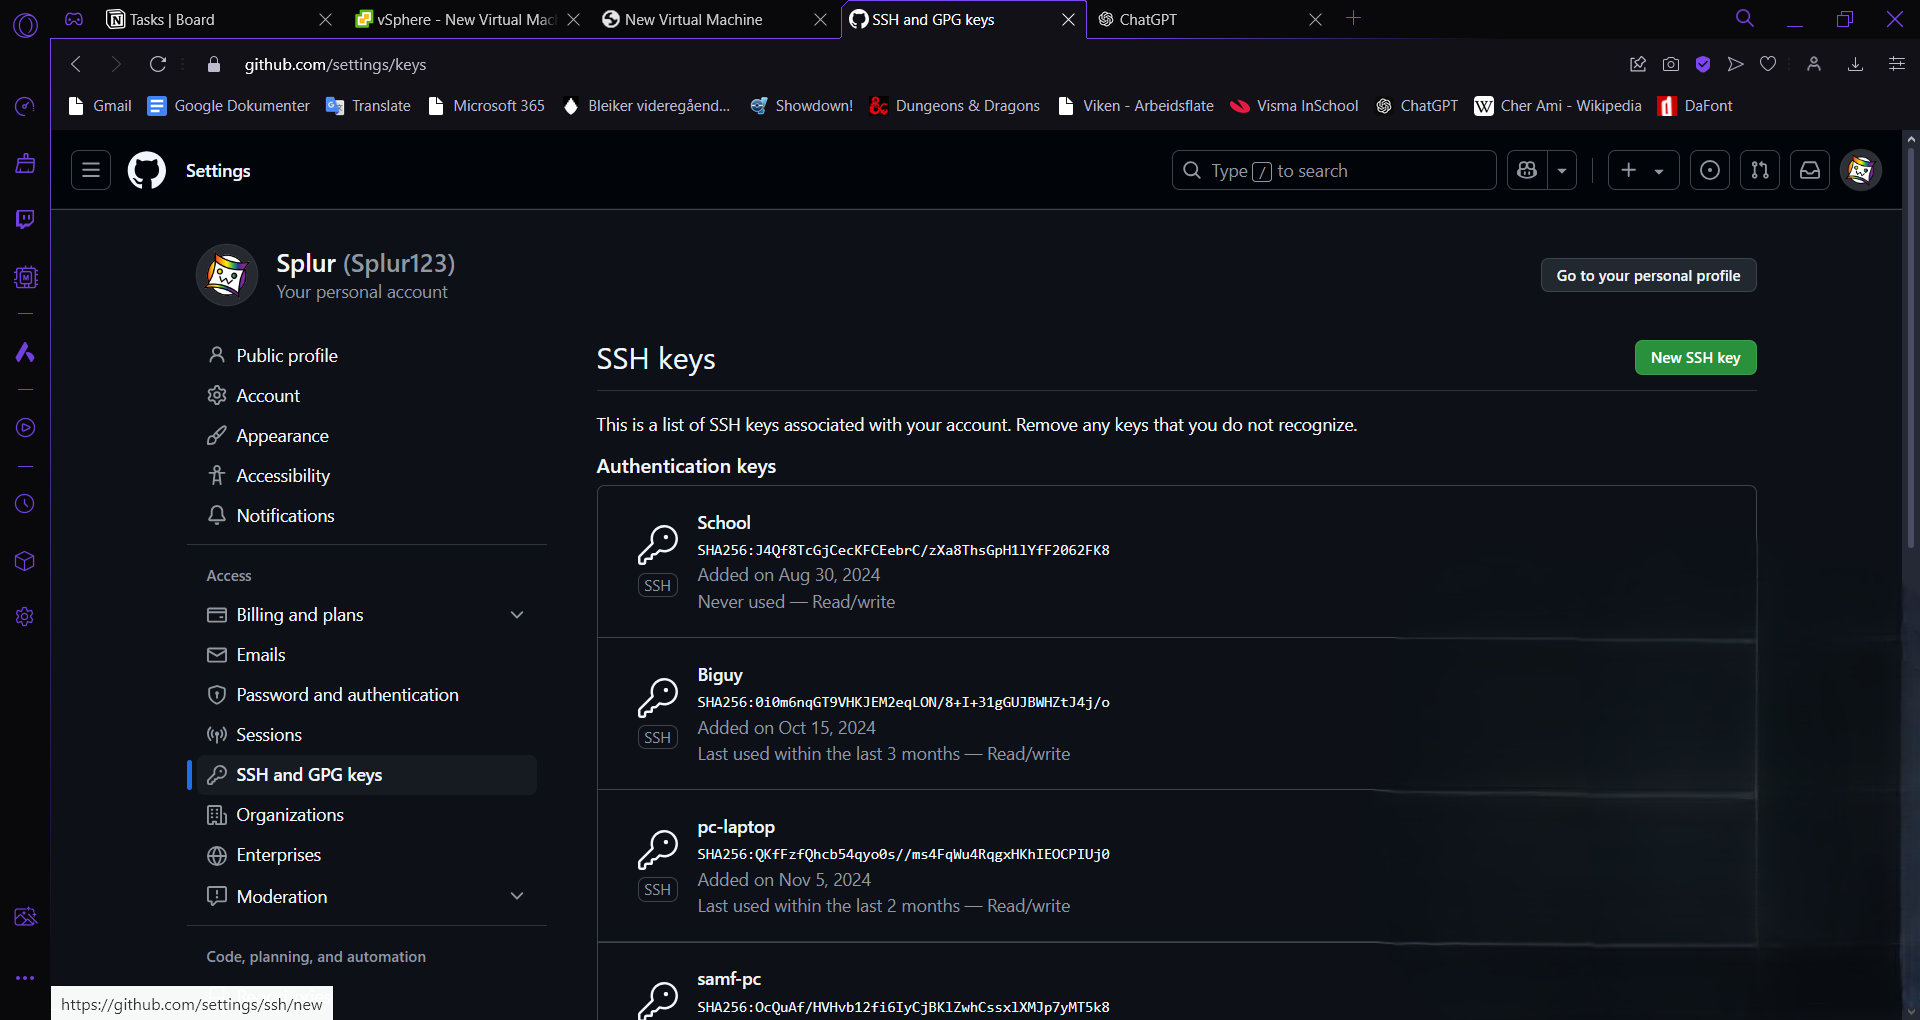 Tasks | Board
vSphere - New Virtual Mac
New Virtual Machine
SSH and GPG keys
ChatGPT
github.com/settings/keys
Gmail
Google Dokumenter
Translate
Microsoft 365
Bleiker videregåend...
Showdown!
Dungeons & Dragons
Viken - Arbeidsflate
Visma InSchool
ChatGPT
Cher Ami - Wikipedia
DaFont
Settings
Type / to search
Splur (Splur123)
Your personal account
Go to your personal profile
Public profile
Account
Appearance
Accessibility
Notifications
Access
Billing and plans
Emails
Password and authentication
Sessions
SSH and GPG keys
Organizations
Enterprises
Moderation
Code, planning, and automation
SSH keys
New SSH key
This is a list of SSH keys associated with your account. Remove any keys that you do not recognize.
Authentication keys
School
SHA256:J4Qf8TcGjCecKFCEebrC/zXa8ThsGpH1lYfF2062FK8
Added on Aug 30, 2024
SSH
Never used — Read/write
Biguy
SHA256:0i0m6nqGT9VHKJEM2eqLON/8+I+31gGUJBWHZtJ4j/o
Added on Oct 15, 2024
SSH
Last used within the last 3 months — Read/write
pc-laptop
SHA256:QKfFzfQhcb54qyo0s//ms4FqWu4RqgxHKhIEOCPIUj0
Added on Nov 5, 2024
SSH
Last used within the last 2 months — Read/write
samf-pc
SHA256:OcQuAf/HVHvb12fi6IyCjBKlZwhCssxlXMJp7yMT5k8
https://github.com/settings/ssh/new